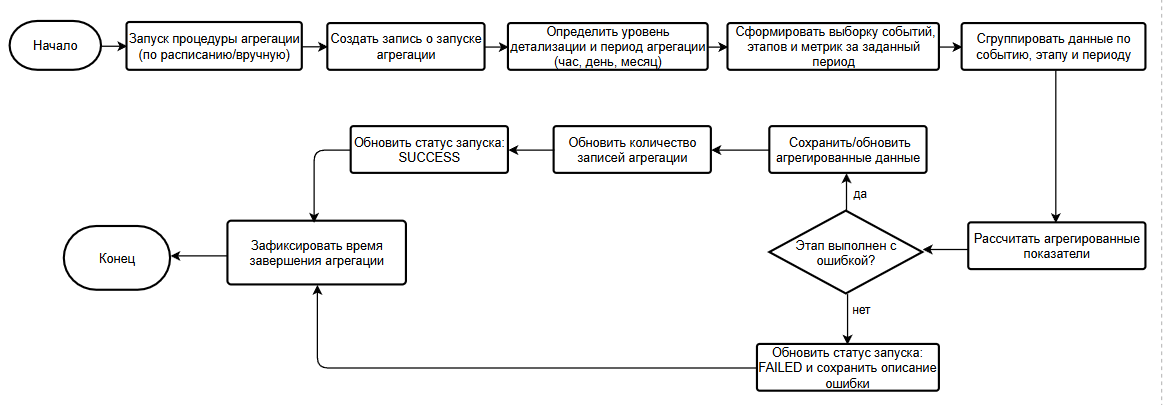 Начало
Запуск процедуры агрегации
(по расписанию/вручную)
Создать запись о запуске
агрегации
Определить уровень
детализации и период агрегации
(час, день, месяц)
Сформировать выборку событий,
этапов и метрик за заданный
период
Сгруппировать данные по
событию, этапу и периоду
Рассчитать агрегированные
показатели
Этап выполнен с
ошибкой?
да
Сохранить/обновить
агрегированные данные
Обновить количество
записей агрегации
Обновить статус запуска:
SUCCESS
нет
Обновить статус запуска:
FAILED и сохранить описание
ошибки
Зафиксировать время
завершения агрегации
Конец